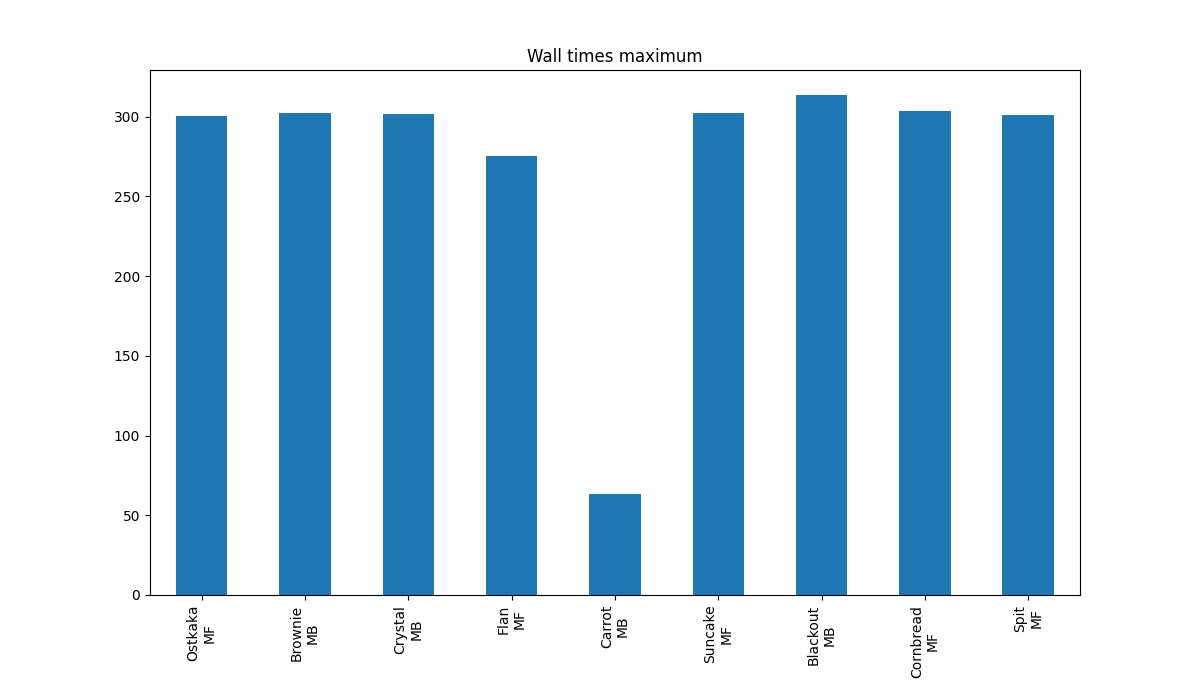 Wall times maximum
300
250
200
150
100
50
0
Ostkaka
MF
Brownie
MB
Crystal
MB
Flan
MF
Carrot
MB
Suncake
MF
Blackout
MB
Cornbread
MF
Spit
MF